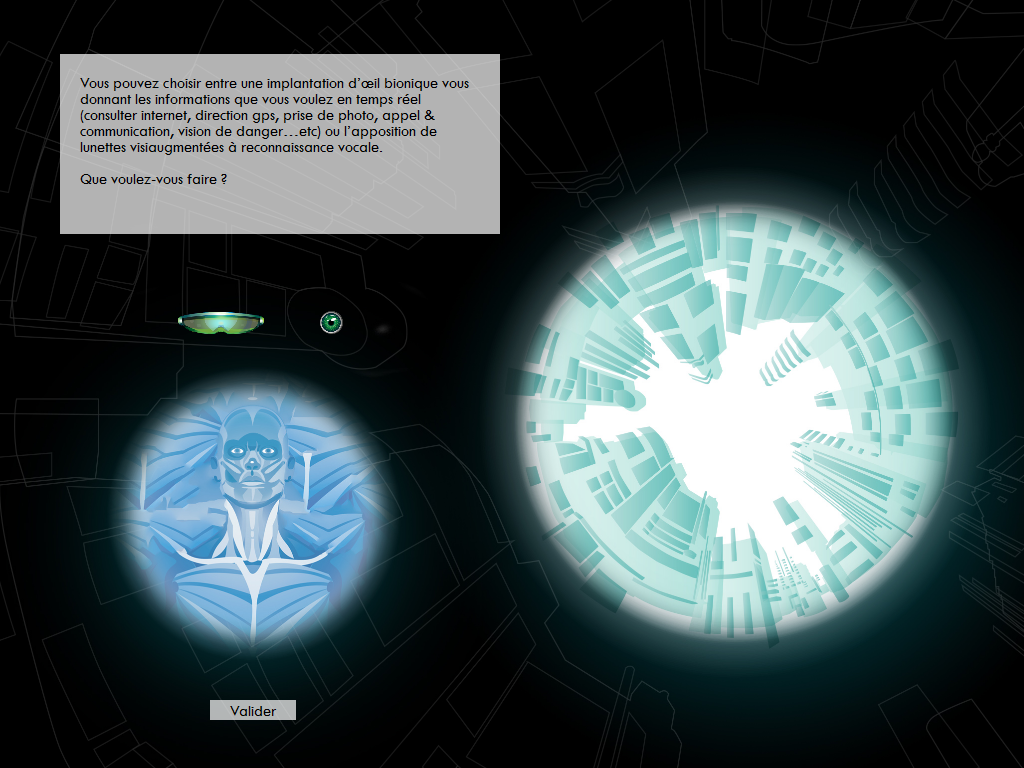 Vous pouvez choisir entre une implantation d’œil bionique vous
donnant les informations que vous voulez en temps réel
(consulter internet, direction gps, prise de photo, appel &
communication, vision de danger…etc) ou l’apposition de
lunettes visiaugmentées à reconnaissance vocale.
Que voulez-vous faire ?
Valider